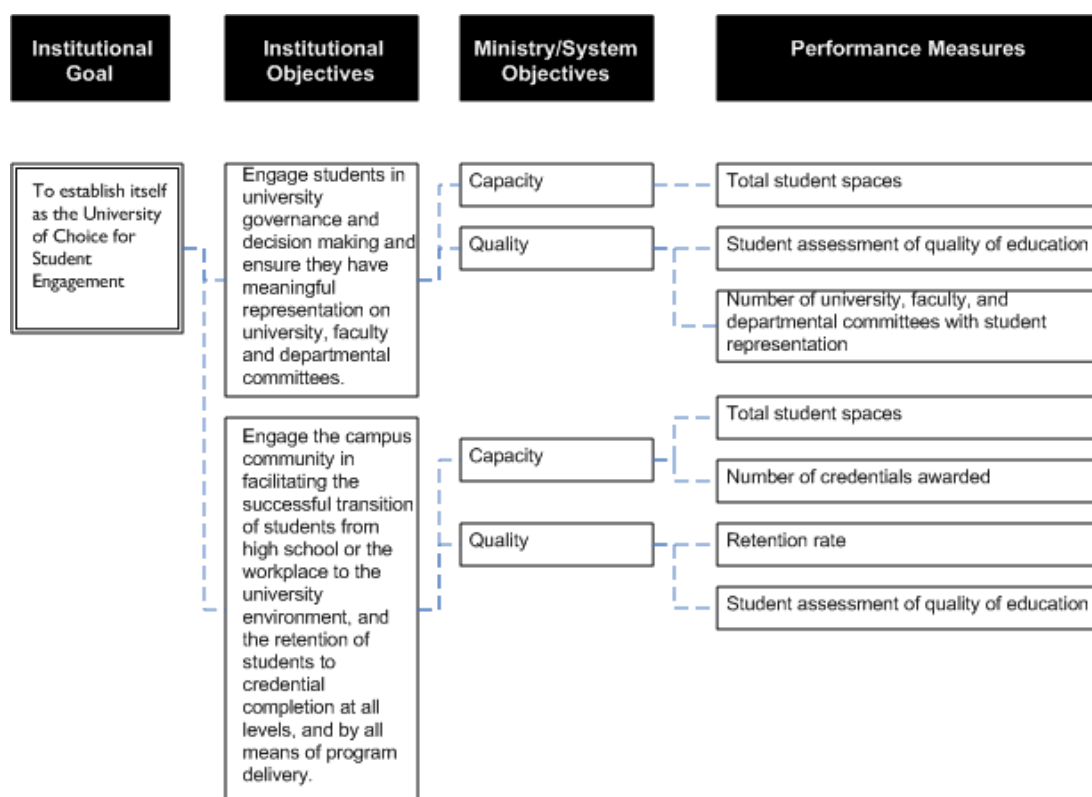 Institutional
Goal
Institutional
Objectives
Ministry/System
Objectives
Performance Measures
To establish itself
as the University
of Choice for
Student
Engagement
Engage students in
university
governance and
decision making and
ensure they have
meaningful
representation on
university, faculty
and departmental
committees.
Capacity
Total student spaces
Quality
Student assessment of quality of education
Number of university, faculty, and
departmental committees with student
representation
Engage the campus
community in
facilitating the
successful transition
of students from
high school or the
workplace to the
university
environment, and
the retention of
students to
credential
completion at all
levels, and by all
means of program
delivery.
Capacity
Total student spaces
Number of credentials awarded
Quality
Retention rate
Student assessment of quality of education